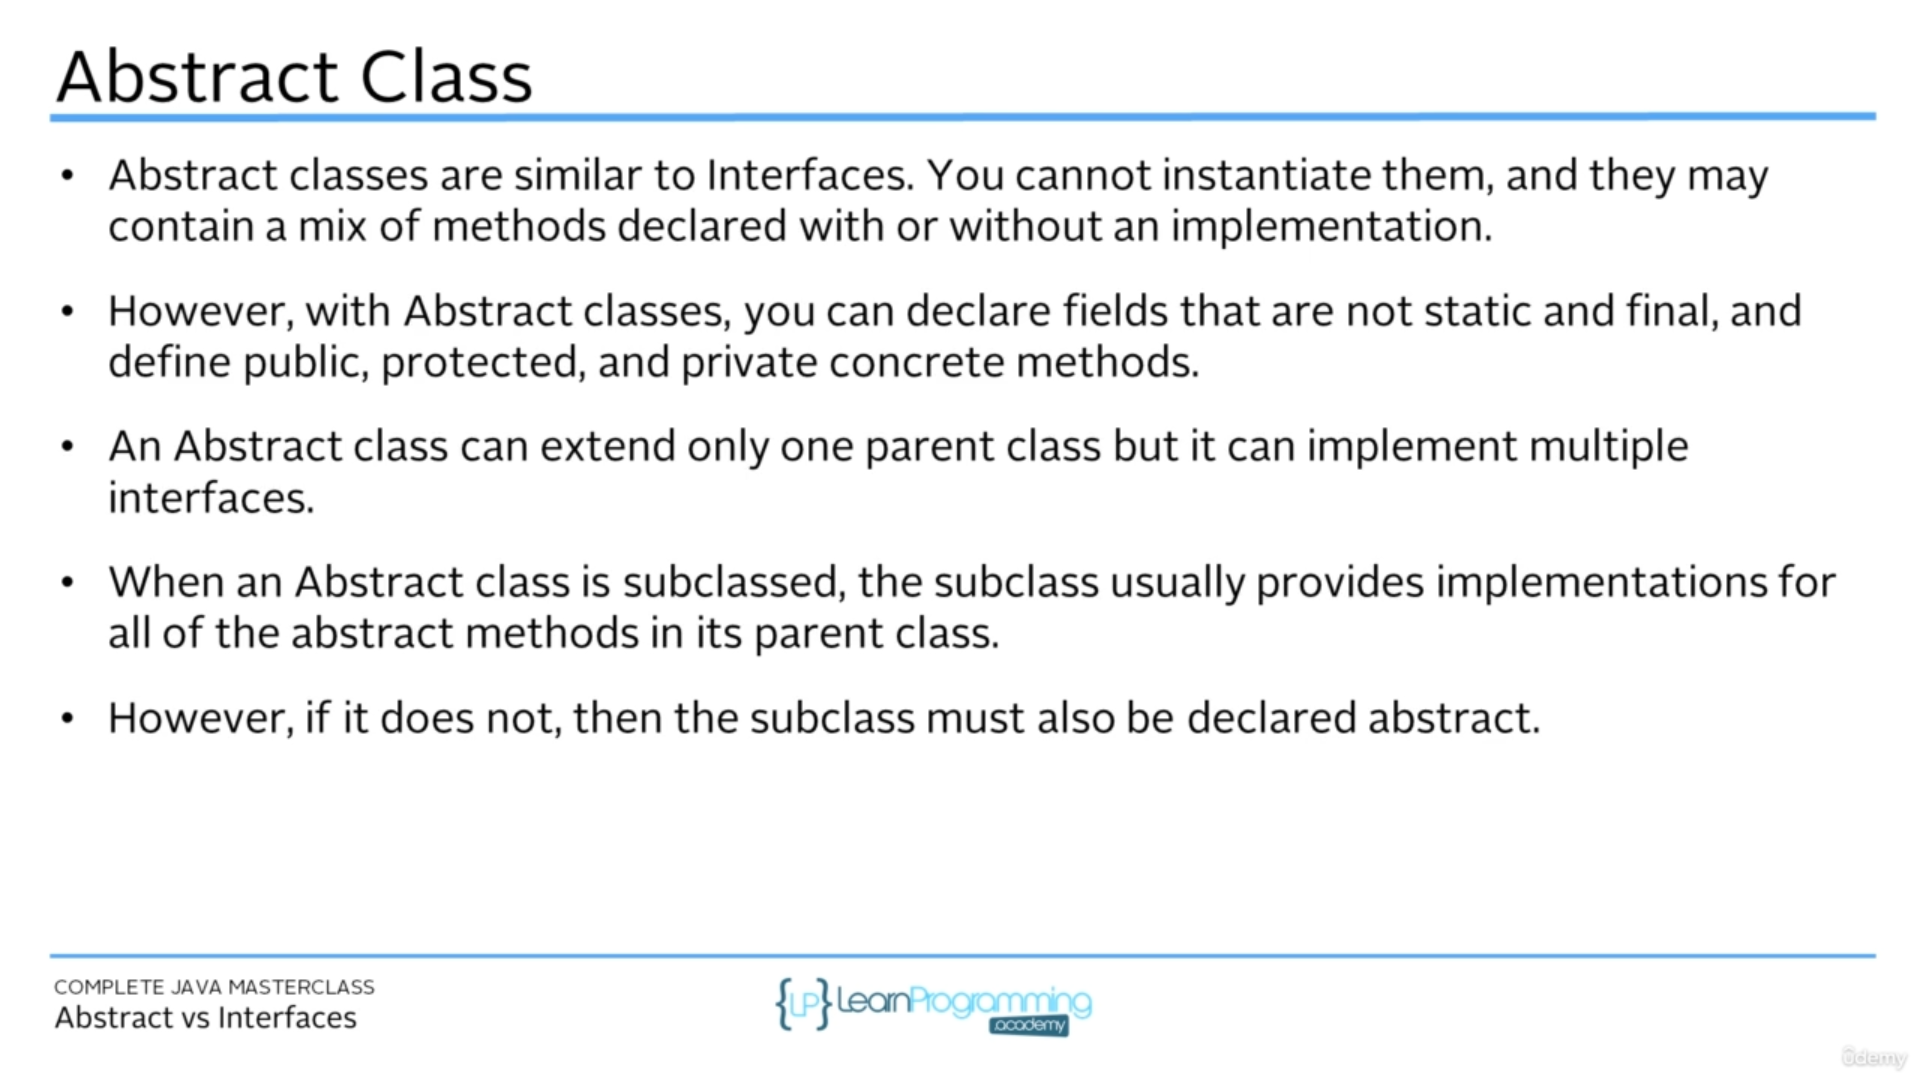 Abstract Class
• Abstract classes are similar to Interfaces. You cannot instantiate them, and they may
contain a mix of methods declared with or without an implementation.
• However, with Abstract classes, you can declare fields that are not static and final, and
define public, protected, and private concrete methods.
• An Abstract class can extend only one parent class but it can implement multiple
interfaces.
• When an Abstract class is subclassed, the subclass usually provides implementations for
all of the abstract methods in its parent class.
• However, if it does not, then the subclass must also be declared abstract.
COMPLETE JAVA MASTERCLASS
Abstract vs Interfaces
{LP} LearnProgramming
academy
ûdemy